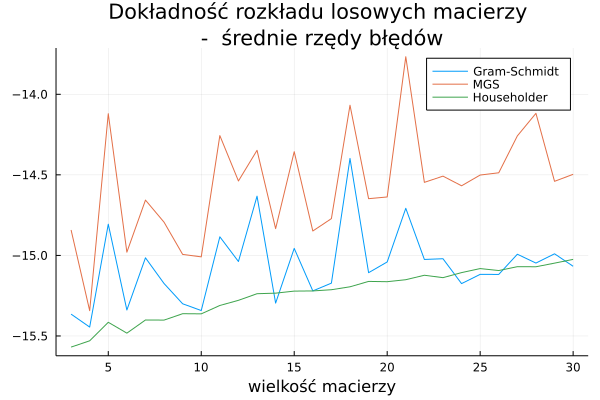 Dokładność rozkładu losowych macierzy
- średnie rzędy błędów
Gram-Schmidt
MGS
Householder
−14.0
−14.5
−15.0
−15.5
5 10 15 20 25 30
wielkość macierzy